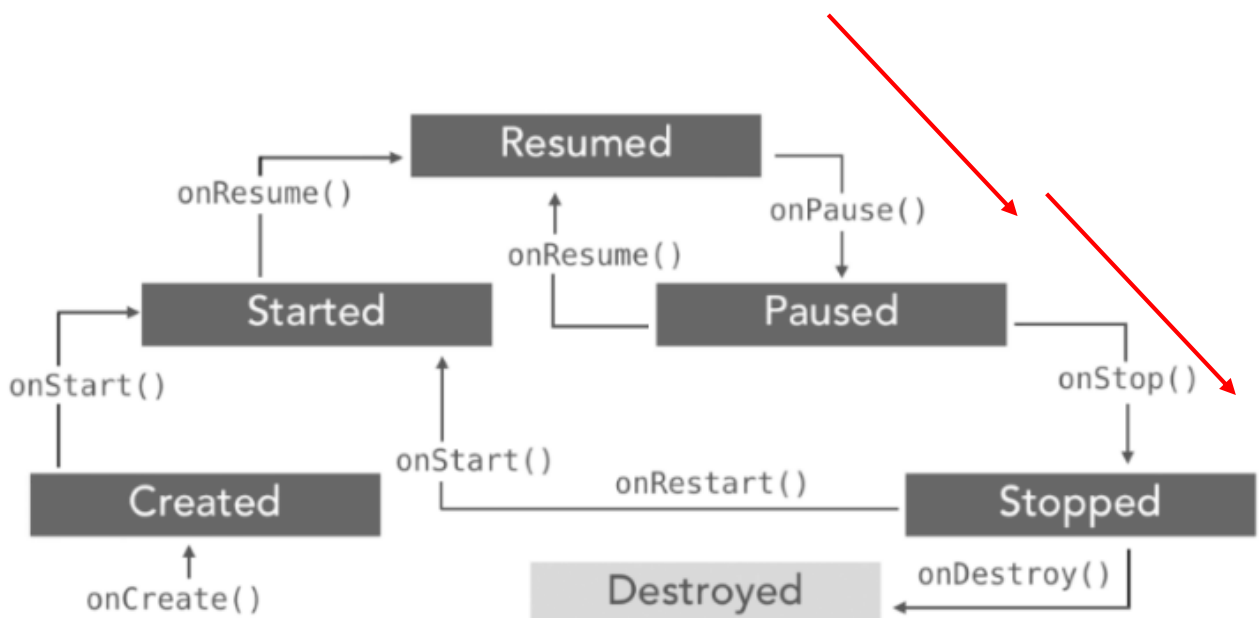 Resumed
onResume()
onPause()
onResume()
Started
Paused
onStart()
onStop()
onStart()
onRestart()
Created
Stopped
onCreate()
Destroyed
onDestroy()